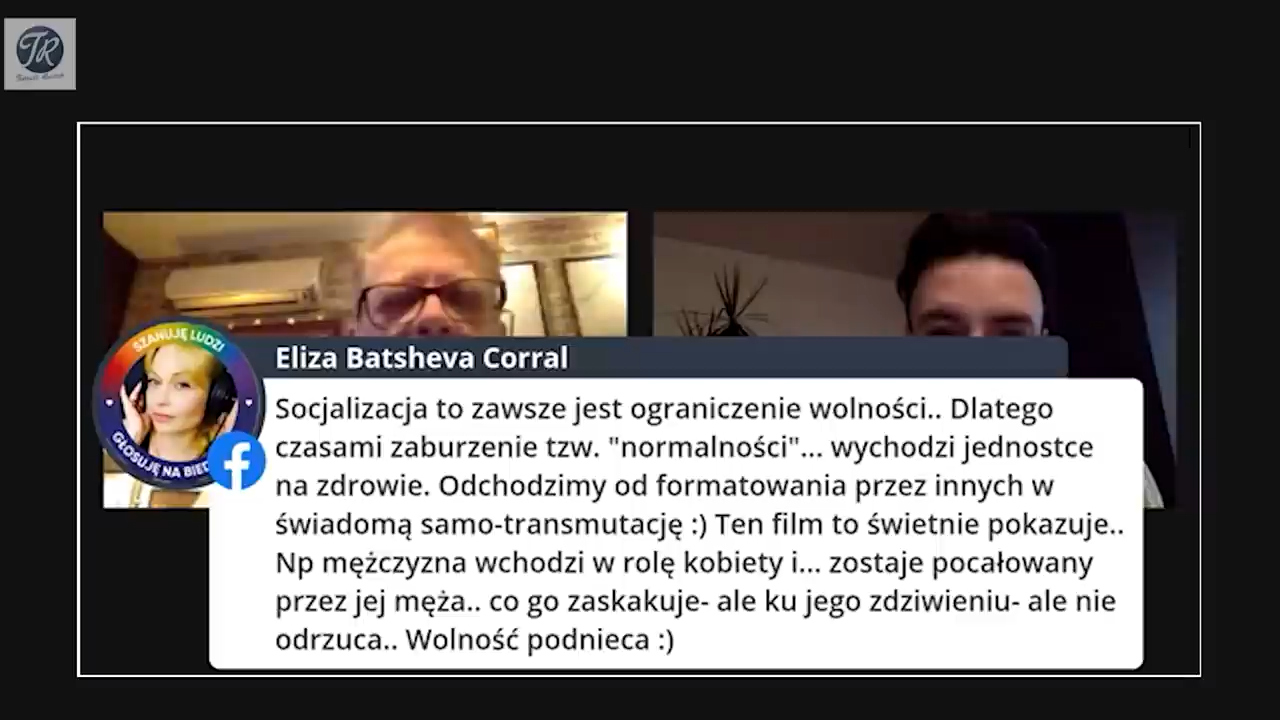 TR
SZANUJĘ LUDZI
GŁOSUJĘ NA BIED
Eliza Batsheva Corral
Socjalizacja to zawsze jest ograniczenie wolności.. Dlatego
czasami zaburzenie tzw. "normalności"... wychodzi jednostce
na zdrowie. Odchodzimy od formatowania przez innych w
świadomą samo-transmutację :) Ten film to świetnie pokazuje..
Np mężczyzna wchodzi w rolę kobiety i... zostaje pocałowany
przez jej męża.. co go zaskakuje- ale ku jego zdziwieniu- ale nie
odrzuca.. Wolność podnieca :)